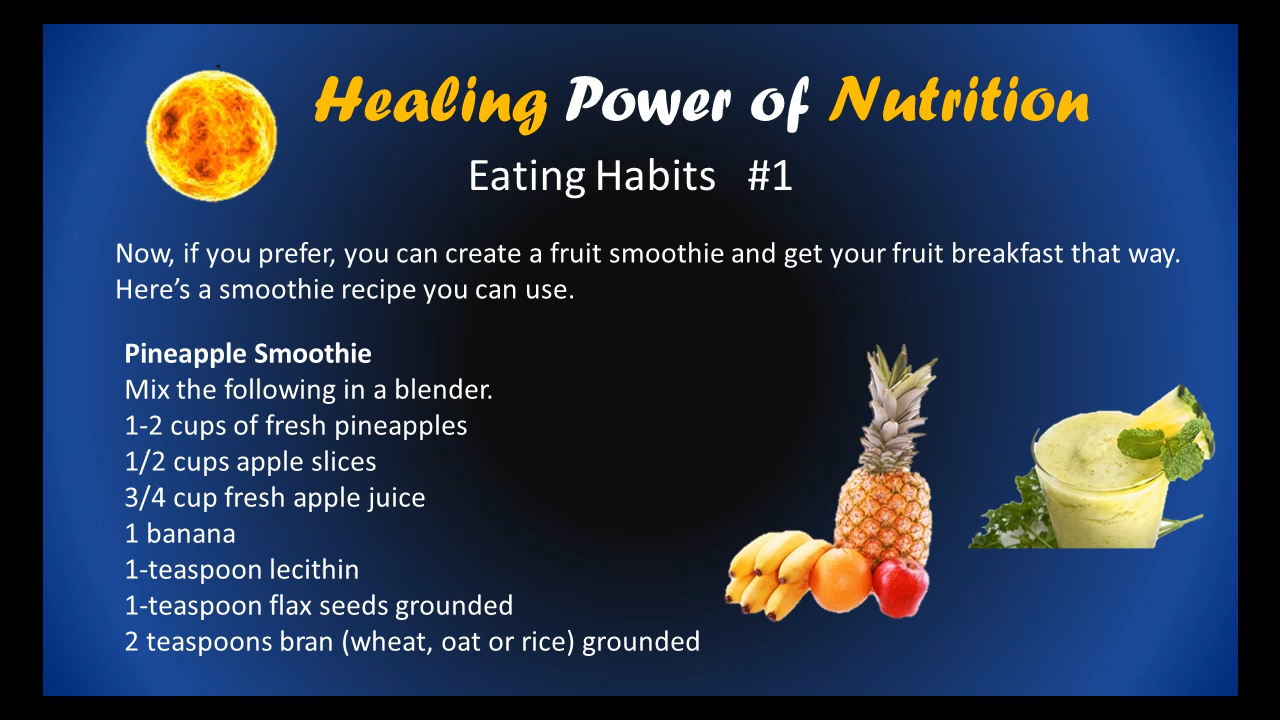 Healing Power of Nutrition
Eating Habits #1
Now, if you prefer, you can create a fruit smoothie and get your fruit breakfast that way.
Here’s a smoothie recipe you can use.
Pineapple Smoothie
Mix the following in a blender.
1-2 cups of fresh pineapples
1/2 cups apple slices
3/4 cup fresh apple juice
1 banana
1-teaspoon lecithin
1-teaspoon flax seeds grounded
2 teaspoons bran (wheat, oat or rice) grounded